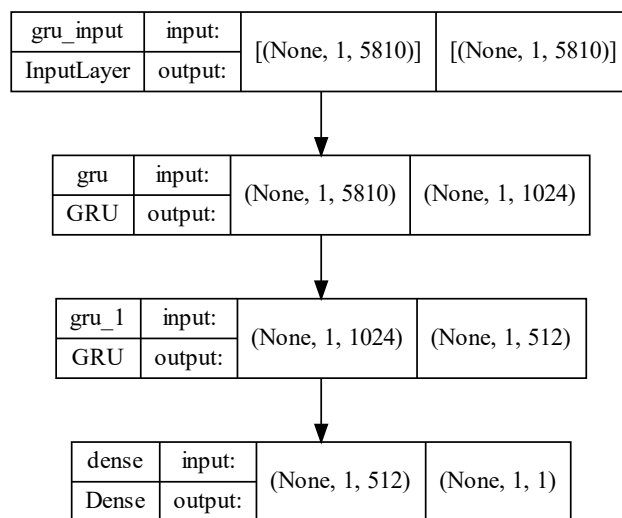 gru_input input: [(None, 1, 5810)] [(None, 1, 5810)]
InputLayer output:
gru input: (None, 1, 5810) (None, 1, 1024)
GRU output:
gru_1 input: (None, 1, 1024) (None, 1, 512)
GRU output:
dense input: (None, 1, 512) (None, 1, 1)
Dense output: